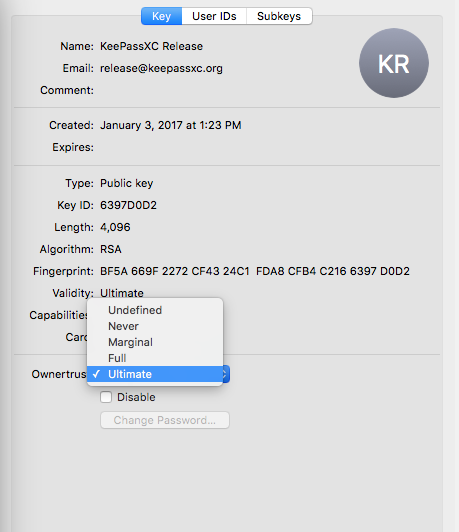 Key User IDs Subkeys
Name: KeePassXC Release
KR
Email: release@keepassxc.org
Comment:
Created: January 3, 2017 at 1:23 PM
Expires:
Type: Public key
Key ID: 6397D0D2
Length: 4,096
Algorithm: RSA
Fingerprint: BF5A 669F 2272 CF43 24C1 FDA8 CFB4 C216 6397 D0D2
Validity: Ultimate
Capabilities
Undefined
Never
Card
Marginal
Full
Ownertrus ✓ Ultimate
Disable
Change Password...